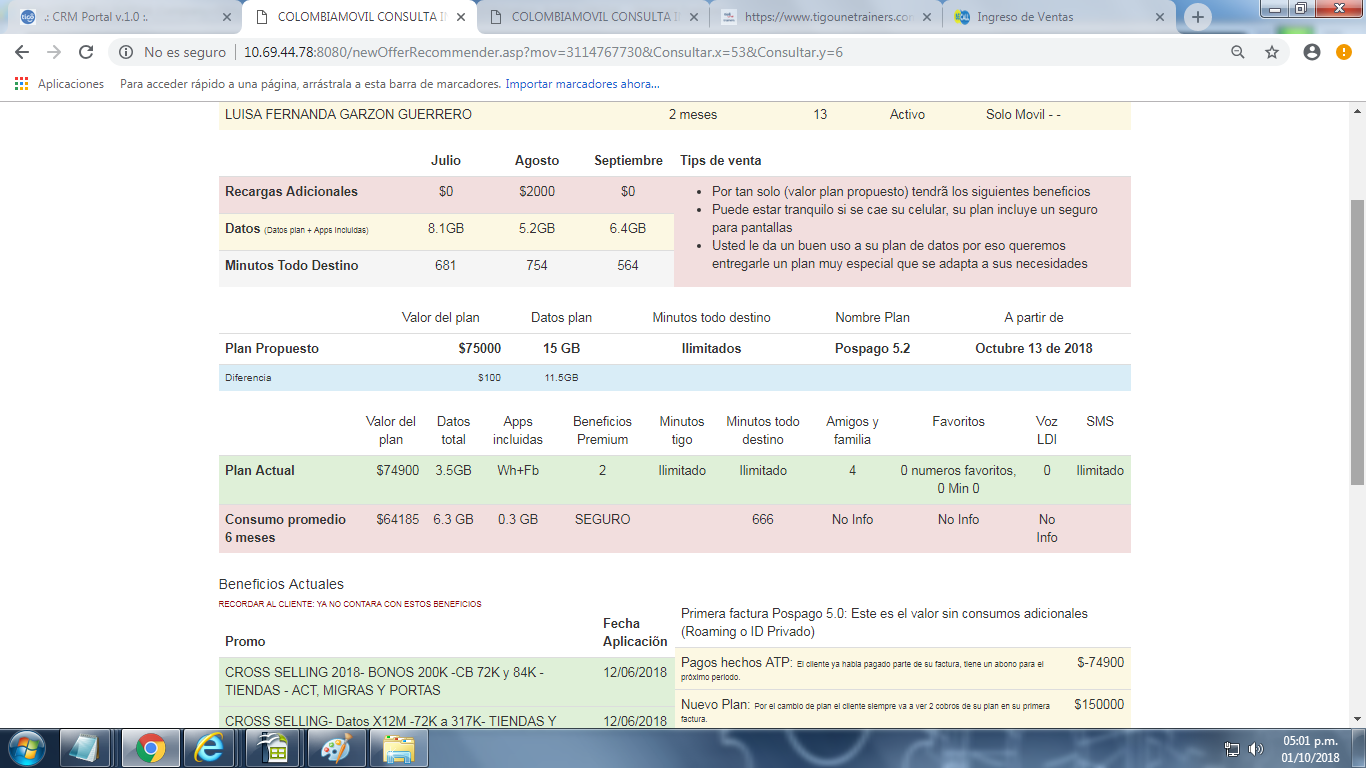 .: CRM Portal v.1.0 :.
COLOMBIAMOVIL CONSULTA I
COLOMBIAMOVIL CONSULTA I
https://www.tigounetrainers.co
Ingreso de Ventas
No es seguro | 10.69.44.78:8080/newOfferRecommender.asp?mov=3114767730&Consultar.x=53&Consultar.y=6
Aplicaciones Para acceder rápido a una página, arrástrala a esta barra de marcadores. Importar marcadores ahora...
LUISA FERNANDA GARZON GUERRERO 2 meses 13 Activo Solo Movil - -
Julio Agosto Septiembre Tips de venta
Recargas Adicionales $0 $2000 $0
Datos (Datos plan + Apps Incluidas) 8.1GB 5.2GB 6.4GB
Minutos Todo Destino 681 754 564
Por tan solo (valor plan propuesto) tendrã los siguientes beneficios
Puede estar tranquilo si se cae su celular, su plan incluye un seguro
para pantallas
Usted le da un buen uso a su plan de datos por eso queremos
entregarle un plan muy especial que se adapta a sus necesidades
Valor del plan Datos plan Minutos todo destino Nombre Plan A partir de
Plan Propuesto $75000 15 GB Ilimitados Pospago 5.2 Octubre 13 de 2018
Diferencia $100 11.5GB
Valor del Datos Apps Beneficios Minutos Minutos todo Amigos y Favoritos Voz SMS
plan total incluidas Premium tigo destino familia LDI
Plan Actual $74900 3.5GB Wh+Fb 2 Ilimitado Ilimitado 4 0 numeros favoritos, 0 Ilimitado
0 Min 0
Consumo promedio $64185 6.3 GB 0.3 GB SEGURO 666 No Info No Info No
6 meses Info
Beneficios Actuales
RECORDAR AL CLIENTE: YA NO CONTARA CON ESTOS BENEFICIOS
Fecha
Promo Aplicaciõn
CROSS SELLING 2018- BONOS 200K -CB 72K y 84K - 12/06/2018
TIENDAS - ACT, MIGRAS Y PORTAS
CROSS SELLING- Datos X12M -72K a 317K- TIENDAS Y 12/06/2018
Primera factura Pospago 5.0: Este es el valor sin consumos adicionales
(Roaming o ID Privado)
Pagos hechos ATP: El cliente ya habia pagado parte de su factura, tiene un abono para el $-74900
próximo periodo.
Nuevo Plan: Por el cambio de plan el cliente siempre va a ver 2 cobros de su plan en su primera $150000
factura.
05:01 p.m.
01/10/2018